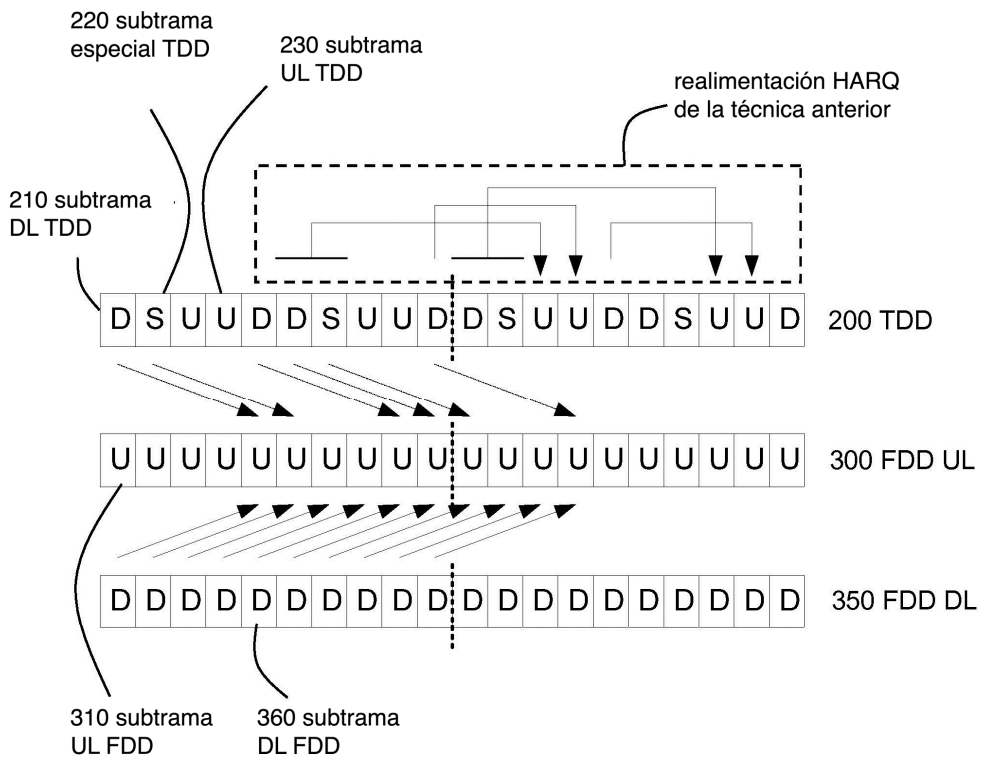 220 subtrama
especial TDD
230 subtrama
UL TDD
realimentación HARQ
de la técnica anterior
210 subtrama
DL TDD
D S U U D D S U U D D S U U D D S U U D 200 TDD
U U U U U U U U U U U U U U U U U U U U 300 FDD UL
D D D D D D D D D D D D D D D D D D D D 350 FDD DL
310 subtrama
UL FDD
360 subtrama
DL FDD